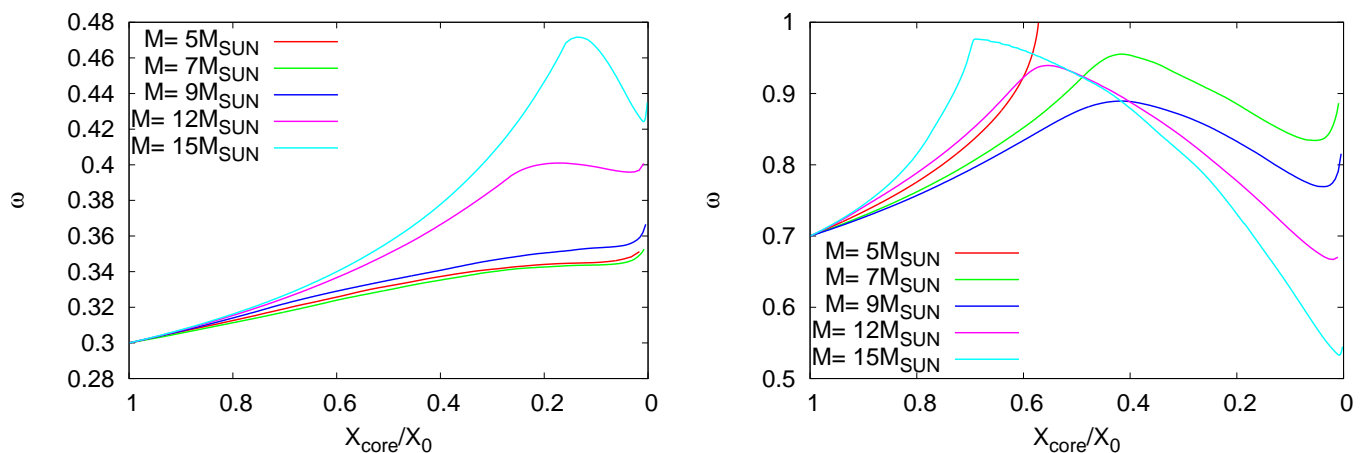 0.48
0.46
0.44
0.42
0.4
0.38
0.36
0.34
0.32
0.3
0.28
ω
M= 5M_SUN
M= 7M_SUN
M= 9M_SUN
M= 12M_SUN
M= 15M_SUN
1 0.8 0.6 0.4 0.2 0
X_core/X_0
1
0.9
0.8
0.7
0.6
0.5
ω
M= 5M_SUN
M= 7M_SUN
M= 9M_SUN
M= 12M_SUN
M= 15M_SUN
1 0.8 0.6 0.4 0.2 0
X_core/X_0